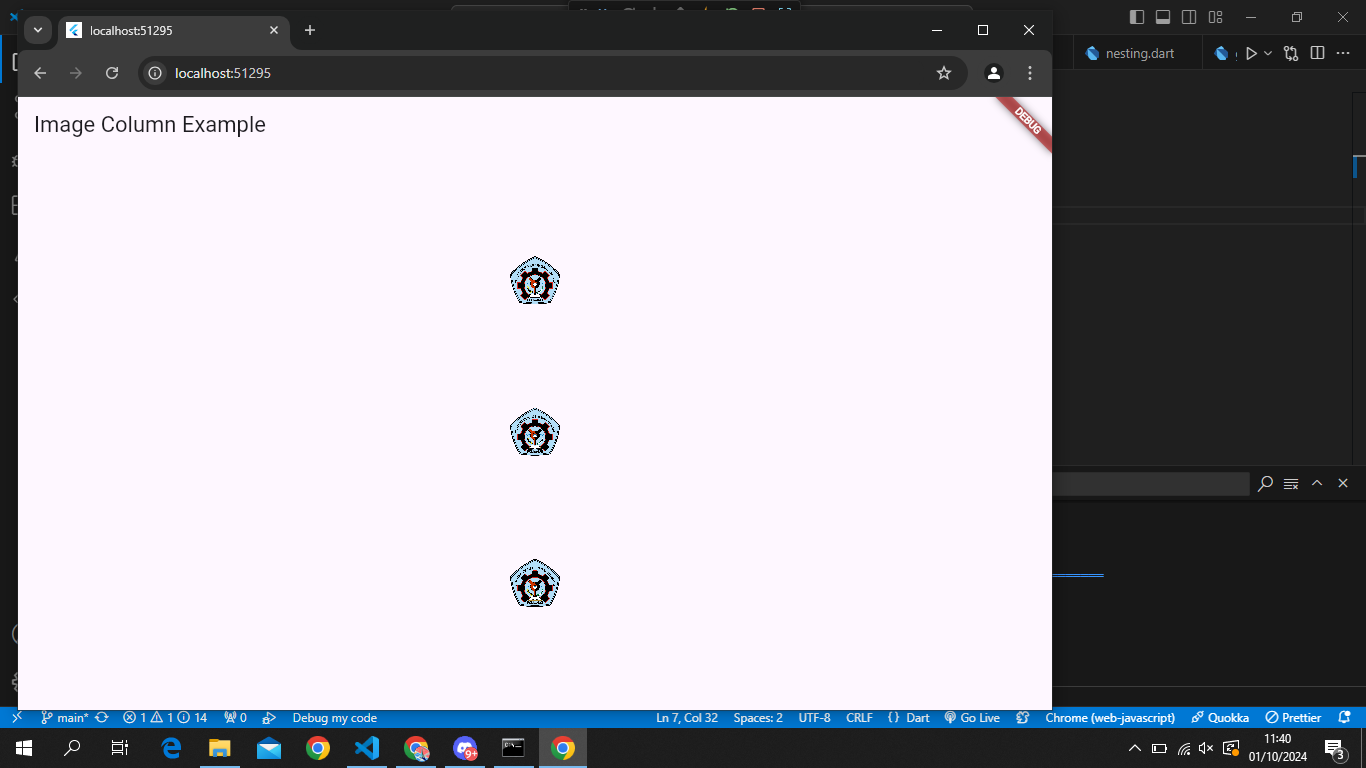 localhost:51295
nesting.dart
localhost:51295
Image Column Example
DEBUG
main*
1 1 14
0
Debug my code
Ln 7, Col 32
Spaces: 2
UTF-8
CRLF
{ } Dart
Go Live
Chrome (web-javascript)
Quokka
Prettier
9+
11:40
01/10/2024
3